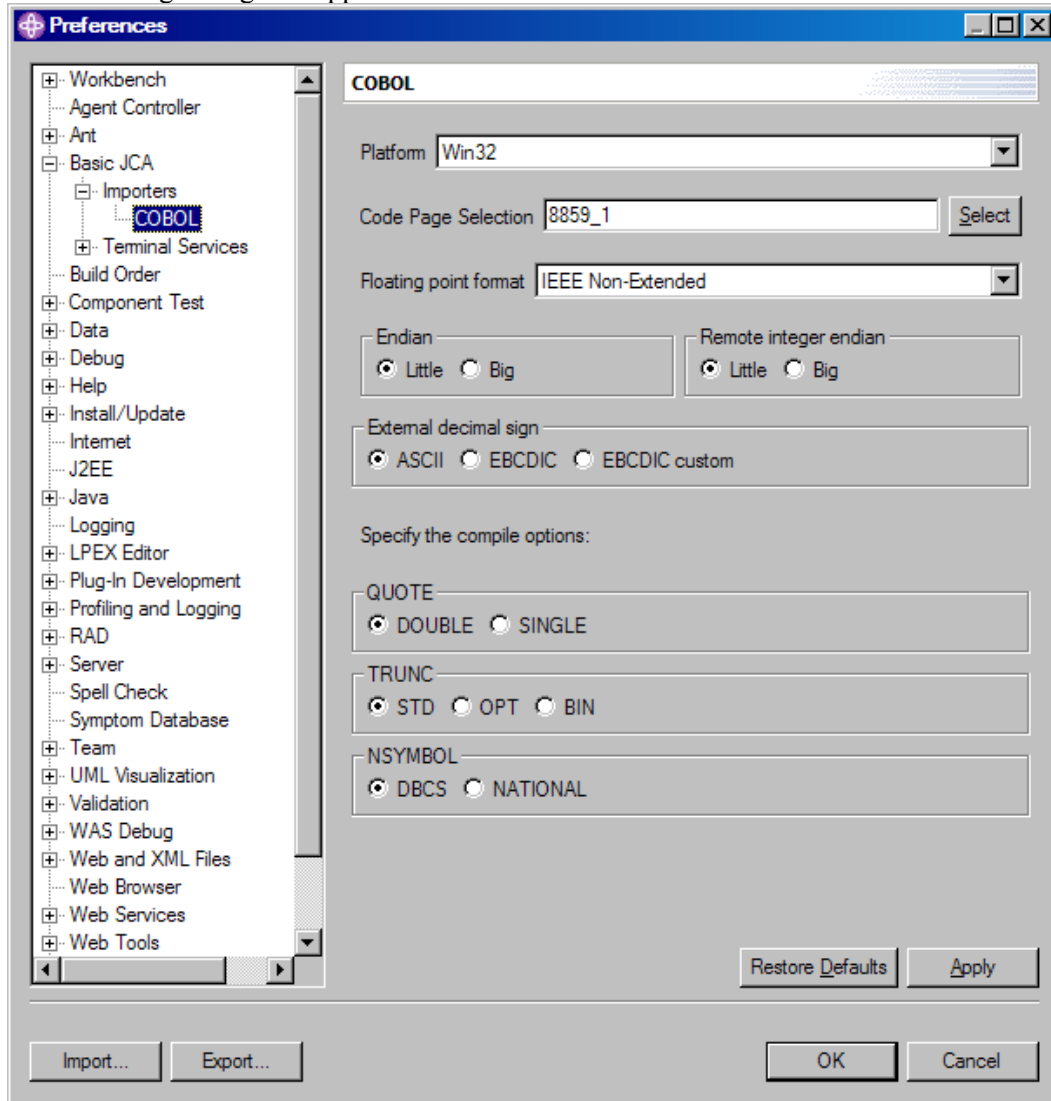 Preferences
Workbench
Agent Controller
Ant
Basic JCA
Importers
COBOL
Terminal Services
Build Order
Component Test
Data
Debug
Help
Install/Update
Internet
J2EE
Java
Logging
LPEX Editor
Plug-In Development
Profiling and Logging
RAD
Server
Spell Check
Symptom Database
Team
UML Visualization
Validation
WAS Debug
Web and XML Files
Web Browser
Web Services
Web Tools
COBOL
Platform Win32
Code Page Selection 8859_1 Select
Floating point format IEEE Non-Extended
Endian
Little Big
Remote integer endian
Little Big
External decimal sign
ASCII EBCDIC EBCDIC custom
Specify the compile options:
QUOTE
DOUBLE SINGLE
TRUNC
STD OPT BIN
NSYMBOL
DBCS NATIONAL
Restore Defaults Apply
Import... Export... OK Cancel